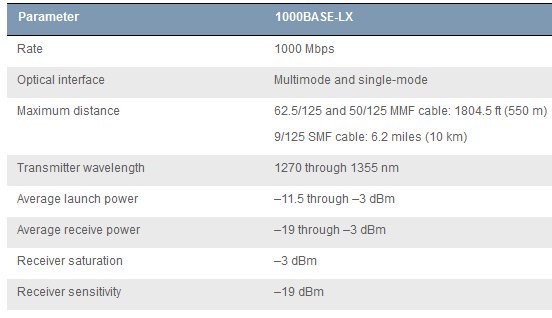 Parameter 1000BASE-LX
Rate 1000 Mbps
Optical interface Multimode and single-mode
Maximum distance 62.5/125 and 50/125 MMF cable: 1804.5 ft (550 m)
9/125 SMF cable: 6.2 miles (10 km)
Transmitter wavelength 1270 through 1355 nm
Average launch power –11.5 through –3 dBm
Average receive power –19 through –3 dBm
Receiver saturation –3 dBm
Receiver sensitivity –19 dBm